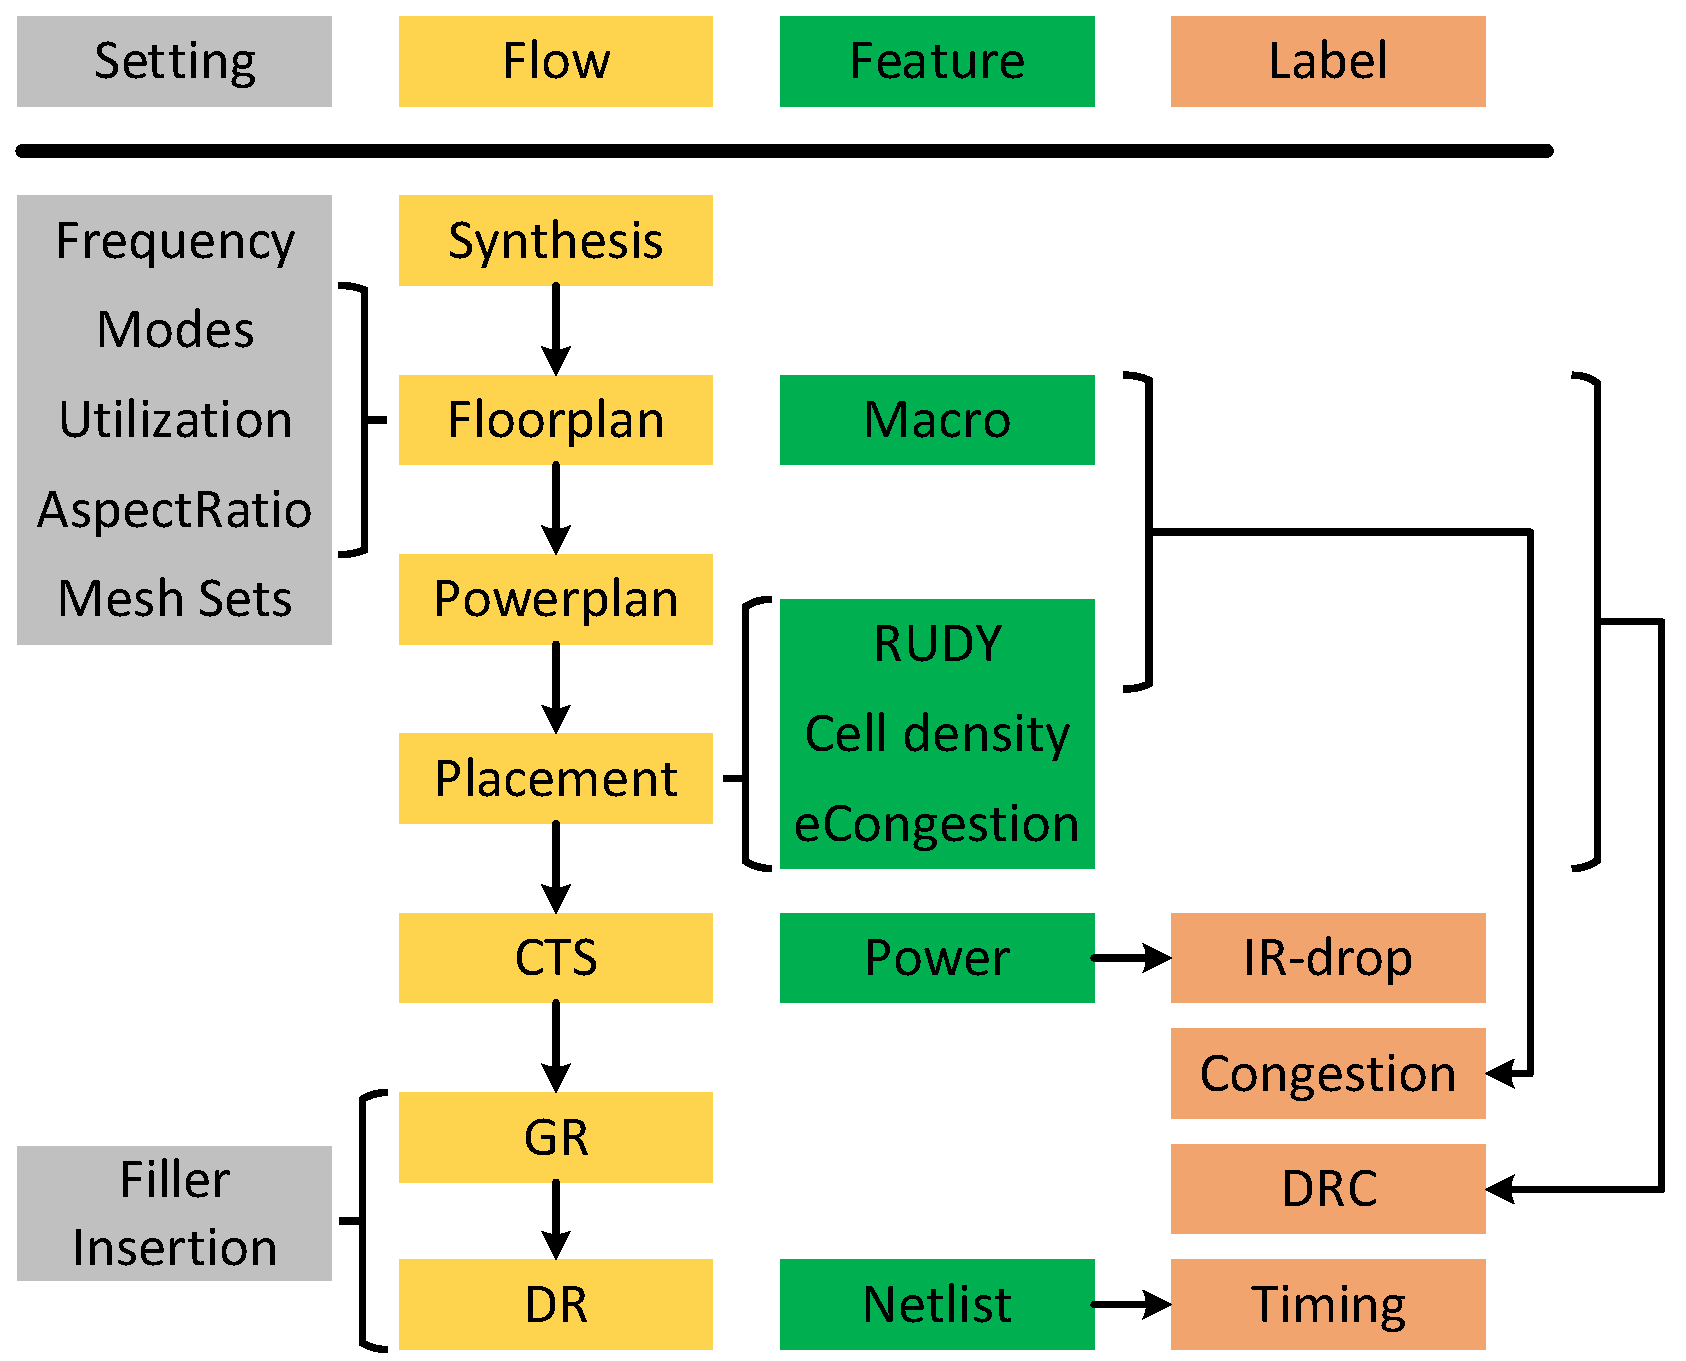 Setting
Flow
Feature
Label
Frequency
Modes
Utilization
AspectRatio
Mesh Sets
Filler
Insertion
Synthesis
Floorplan
Powerplan
Placement
CTS
GR
DR
Macro
RUDY
Cell density
eCongestion
Power
Netlist
IR-drop
Congestion
DRC
Timing